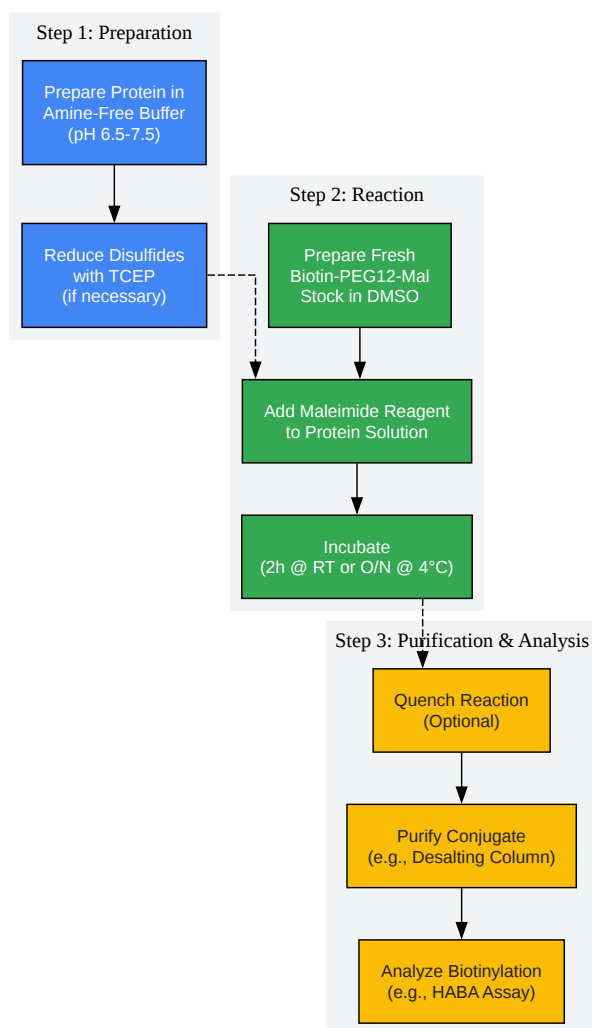 Step 1: Preparation
Prepare Protein in
Amine-Free Buffer
(pH 6.5-7.5)
Reduce Disulfides
with TCEP
(if necessary)
Step 2: Reaction
Prepare Fresh
Biotin-PEG12-Mal
Stock in DMSO
Add Maleimide Reagent
to Protein Solution
Incubate
(2h @ RT or O/N @ 4°C)
Step 3: Purification & Analysis
Quench Reaction
(Optional)
Purify Conjugate
(e.g., Desalting Column)
Analyze Biotinylation
(e.g., HABA Assay)